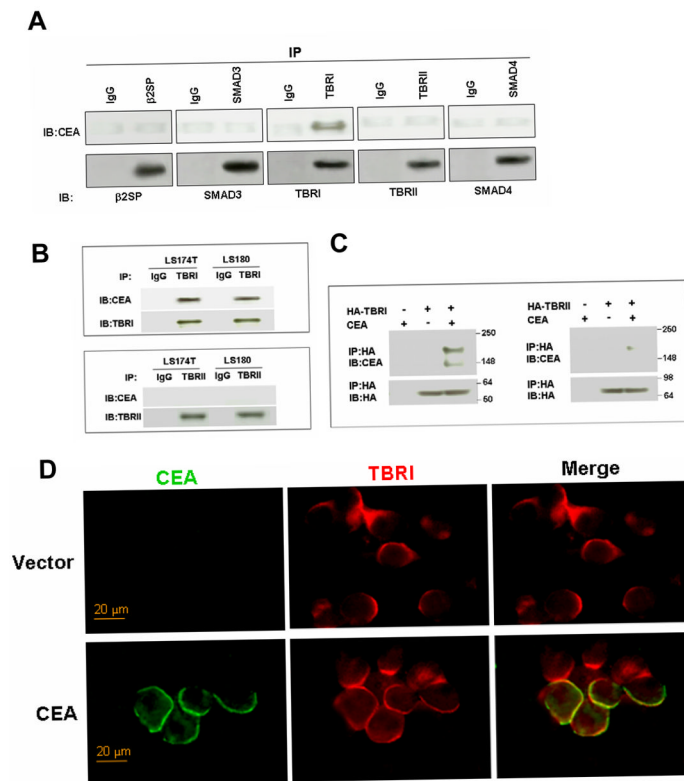 A
IP
IgG β2SP IgG SMAD3 IgG TBRI IgG TBRII IgG SMAD4
IB:CEA
IB: β2SP SMAD3 TBRI TBRII SMAD4
B
LS174T LS180
IP: IgG TBRI IgG TBRI
IB:CEA
IB:TBRI
LS174T LS180
IP: IgG TBRII IgG TBRII
IB:CEA
IB:TBRII
C
HA-TBRI - + +
CEA + - +
250
IP:HA
IB:CEA
148
IP:HA
IB:HA
64
50
HA-TBRII - + +
CEA + - +
250
IP:HA
IB:CEA
148
IP:HA
IB:HA
98
64
D
CEA TBRI Merge
Vector
20 µm
CEA
20 µm